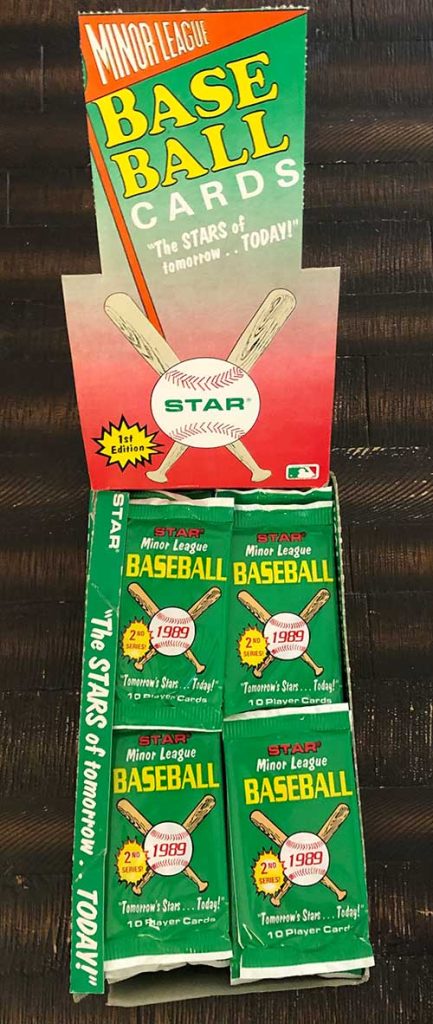 MINOR LEAGUE
BASE
BALL
CARDS
"The STARS of
tomorrow . . TODAY!"
STAR®
1st
Edition
STAR
"The STARS of tomorrow . . TODAY!"
STAR®
Minor League
BASEBALL
1989
2ND
SERIES!
"Tomorrow's Stars . . . Today!"
10 Player Cards
STAR®
Minor League
BASEBALL
1989
2ND
SERIES!
"Tomorrow's Stars . . . Today!"
10 Player Cards
STAR®
Minor League
BASEBALL
1989
2ND
SERIES!
"Tomorrow's Stars . . . Today!"
10 Player Cards
STAR®
Minor League
BASEBALL
1989
2ND
SERIES!
"Tomorrow's Stars . . . Today!"
10 Player Cards